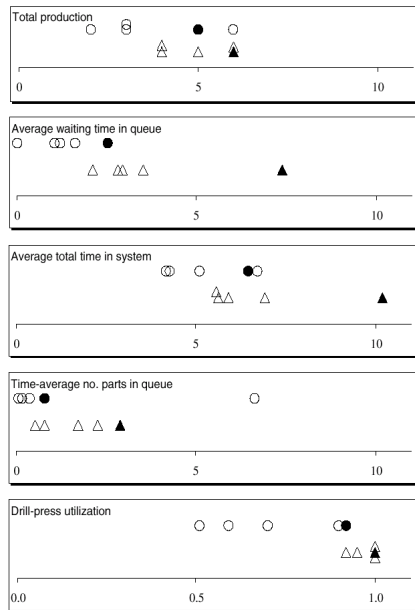 Total production
0 5 10
Average waiting time in queue
0 5 10
Average total time in system
0 5 10
Time-average no. parts in queue
0 5 10
Drill-press utilization
0.0 0.5 1.0